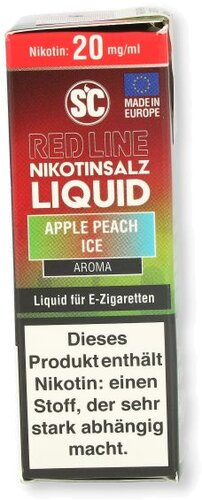 Nikotin: 20 mg/ml
SC
MADE IN
EUROPE
RED LINE
NIKOTINSALZ
LIQUID
APPLE PEACH
ICE
AROMA
Liquid für E-Zigaretten
Dieses
Produkt enthält
Nikotin: einen
Stoff, der sehr
stark abhängig
macht.